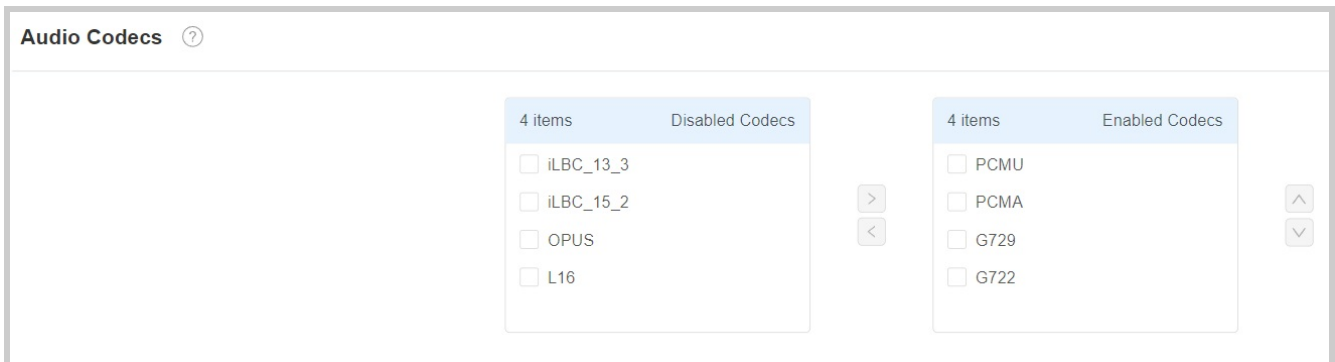 Audio Codecs ?
4 items Disabled Codecs
iLBC_13_3
iLBC_15_2
OPUS
L16
4 items Enabled Codecs
PCMU
PCMA
G729
G722